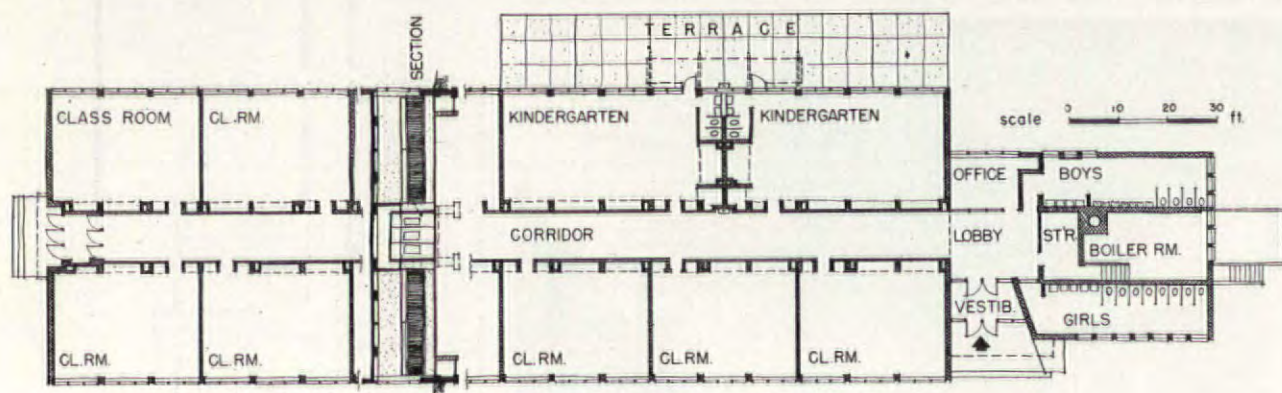 TERRACE
SECTION
CLASS ROOM
CL.RM.
KINDERGARTEN
KINDERGARTEN
scale 0 10 20 30 ft.
OFFICE
BOYS
CORRIDOR
LOBBY
ST'R.
BOILER RM.
VESTIB.
GIRLS
CL.RM.
CL.RM.
CL.RM.
CL.RM.
CL.RM.